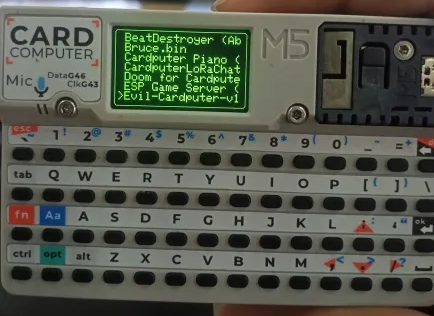 CARD
COMPUTER
Mic
DataG46
ClkG43
BeatDestroyer (Ab
Bruce.bin
Cardputer Piano (
CardputerLoRaChat
Doom for Cardpute
ESP Game Server (
>Evil-Cardputer-v1
M5
esc 1 ! 2 @ 3 # 4 $ 5 % 6 ^ 7 & 8 * 9 ( 0 ) - _ = +
tab Q W E R T Y U I O P [ { ] } \
fn Aa A S D F G H J K L ; : ' " ok
ctrl opt alt Z X C V B N M , < . > / ?